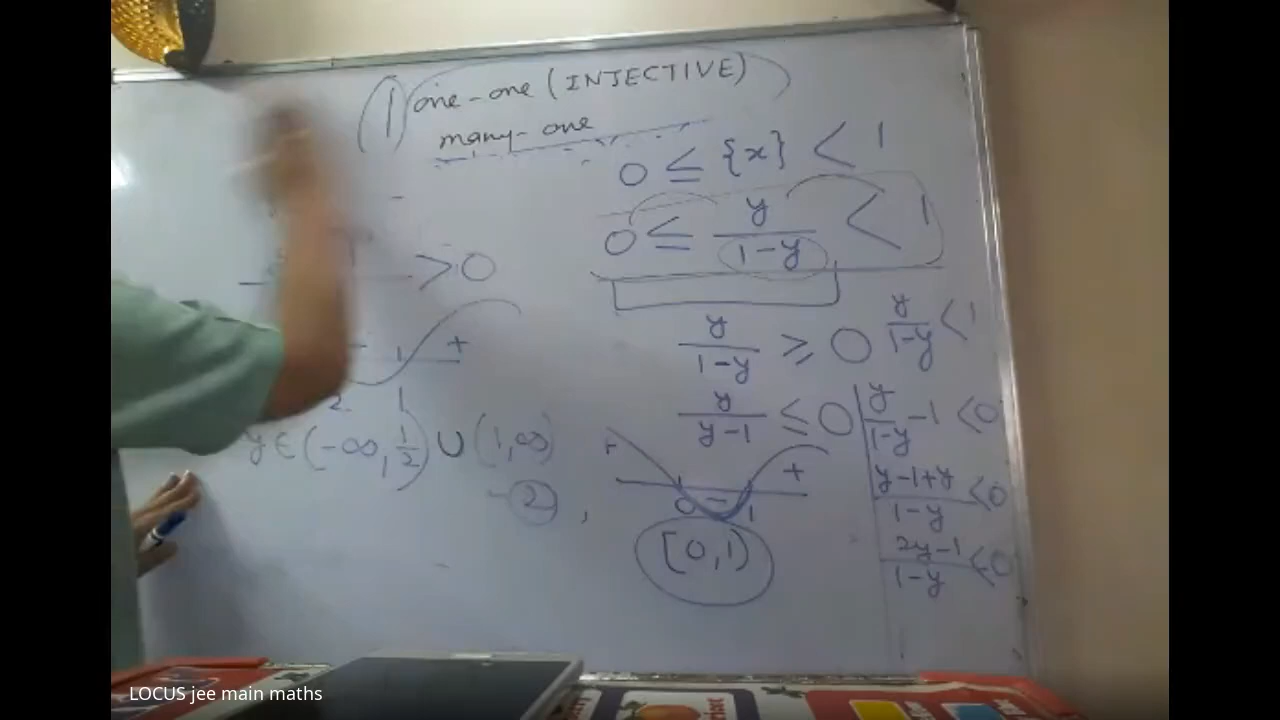 one-one (INJECTIVE)
many-one
0 ≤ {x} < 1
0 ≤ y/(1-y) < 1
> 0
y/(1-y) ≥ 0
y/(1-y) < 1
y/(y-1) ≤ 0
y/(1-y) - 1 < 0
+
2 1
y ∈ (-∞, 1/2) ∪ (1, ∞)
+ - +
0 1
(y-1+y)/(1-y) < 0
-②,
[0,1)
(2y-1)/(1-y) < 0
LOCUS jee main maths